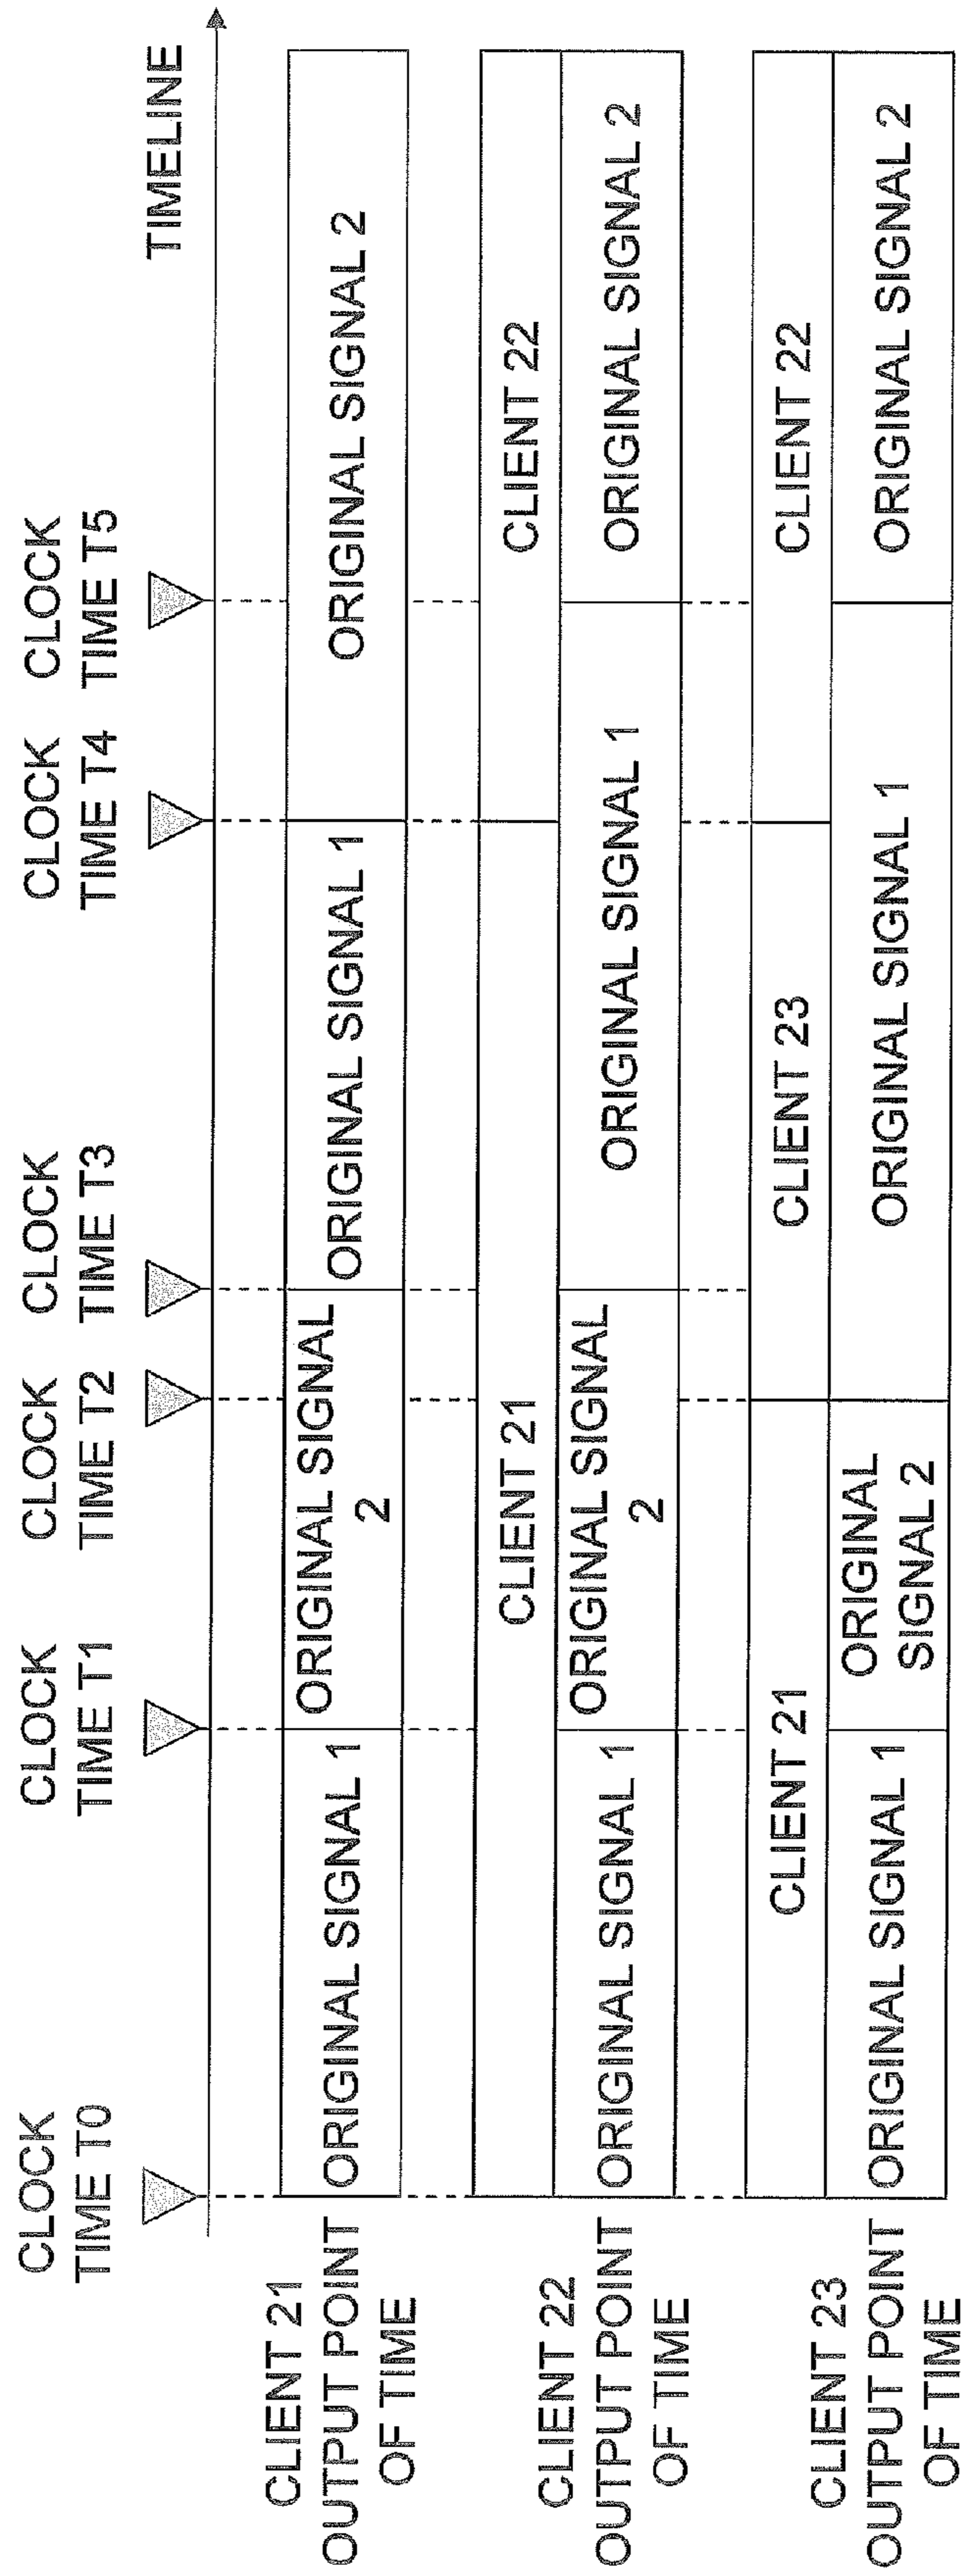 TIMELINE
CLOCK
TIME T0
CLOCK
TIME T1
CLOCK
TIME T2
CLOCK
TIME T3
CLOCK
TIME T4
CLOCK
TIME T5
CLIENT 21
OUTPUT POINT
OF TIME
ORIGINAL SIGNAL 1
ORIGINAL SIGNAL
2
ORIGINAL SIGNAL 1
ORIGINAL SIGNAL 2
CLIENT 22
OUTPUT POINT
OF TIME
CLIENT 21
CLIENT 22
ORIGINAL SIGNAL 1
ORIGINAL SIGNAL
2
ORIGINAL SIGNAL 1
ORIGINAL SIGNAL 2
CLIENT 23
OUTPUT POINT
OF TIME
CLIENT 21
CLIENT 23
CLIENT 22
ORIGINAL SIGNAL 1
ORIGINAL
SIGNAL 2
ORIGINAL SIGNAL 1
ORIGINAL SIGNAL 2